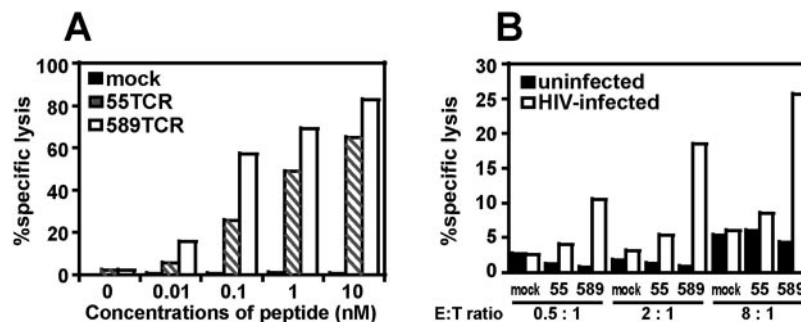 A
mock
55TCR
589TCR
%specific lysis
100
80
60
40
20
0
0 0.01 0.1 1 10
Concentrations of peptide (nM)
B
uninfected
HIV-infected
%specific lysis
30
25
20
15
10
5
0
mock 55 589 mock 55 589 mock 55 589
E:T ratio 0.5 : 1 2 : 1 8 : 1